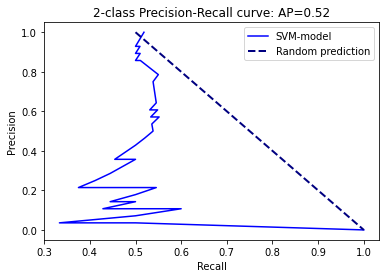 2-class Precision-Recall curve: AP=0.52
SVM-model
Random prediction
Precision
1.0
0.8
0.6
0.4
0.2
0.0
0.3
0.4
0.5
0.6
0.7
0.8
0.9
1.0
Recall